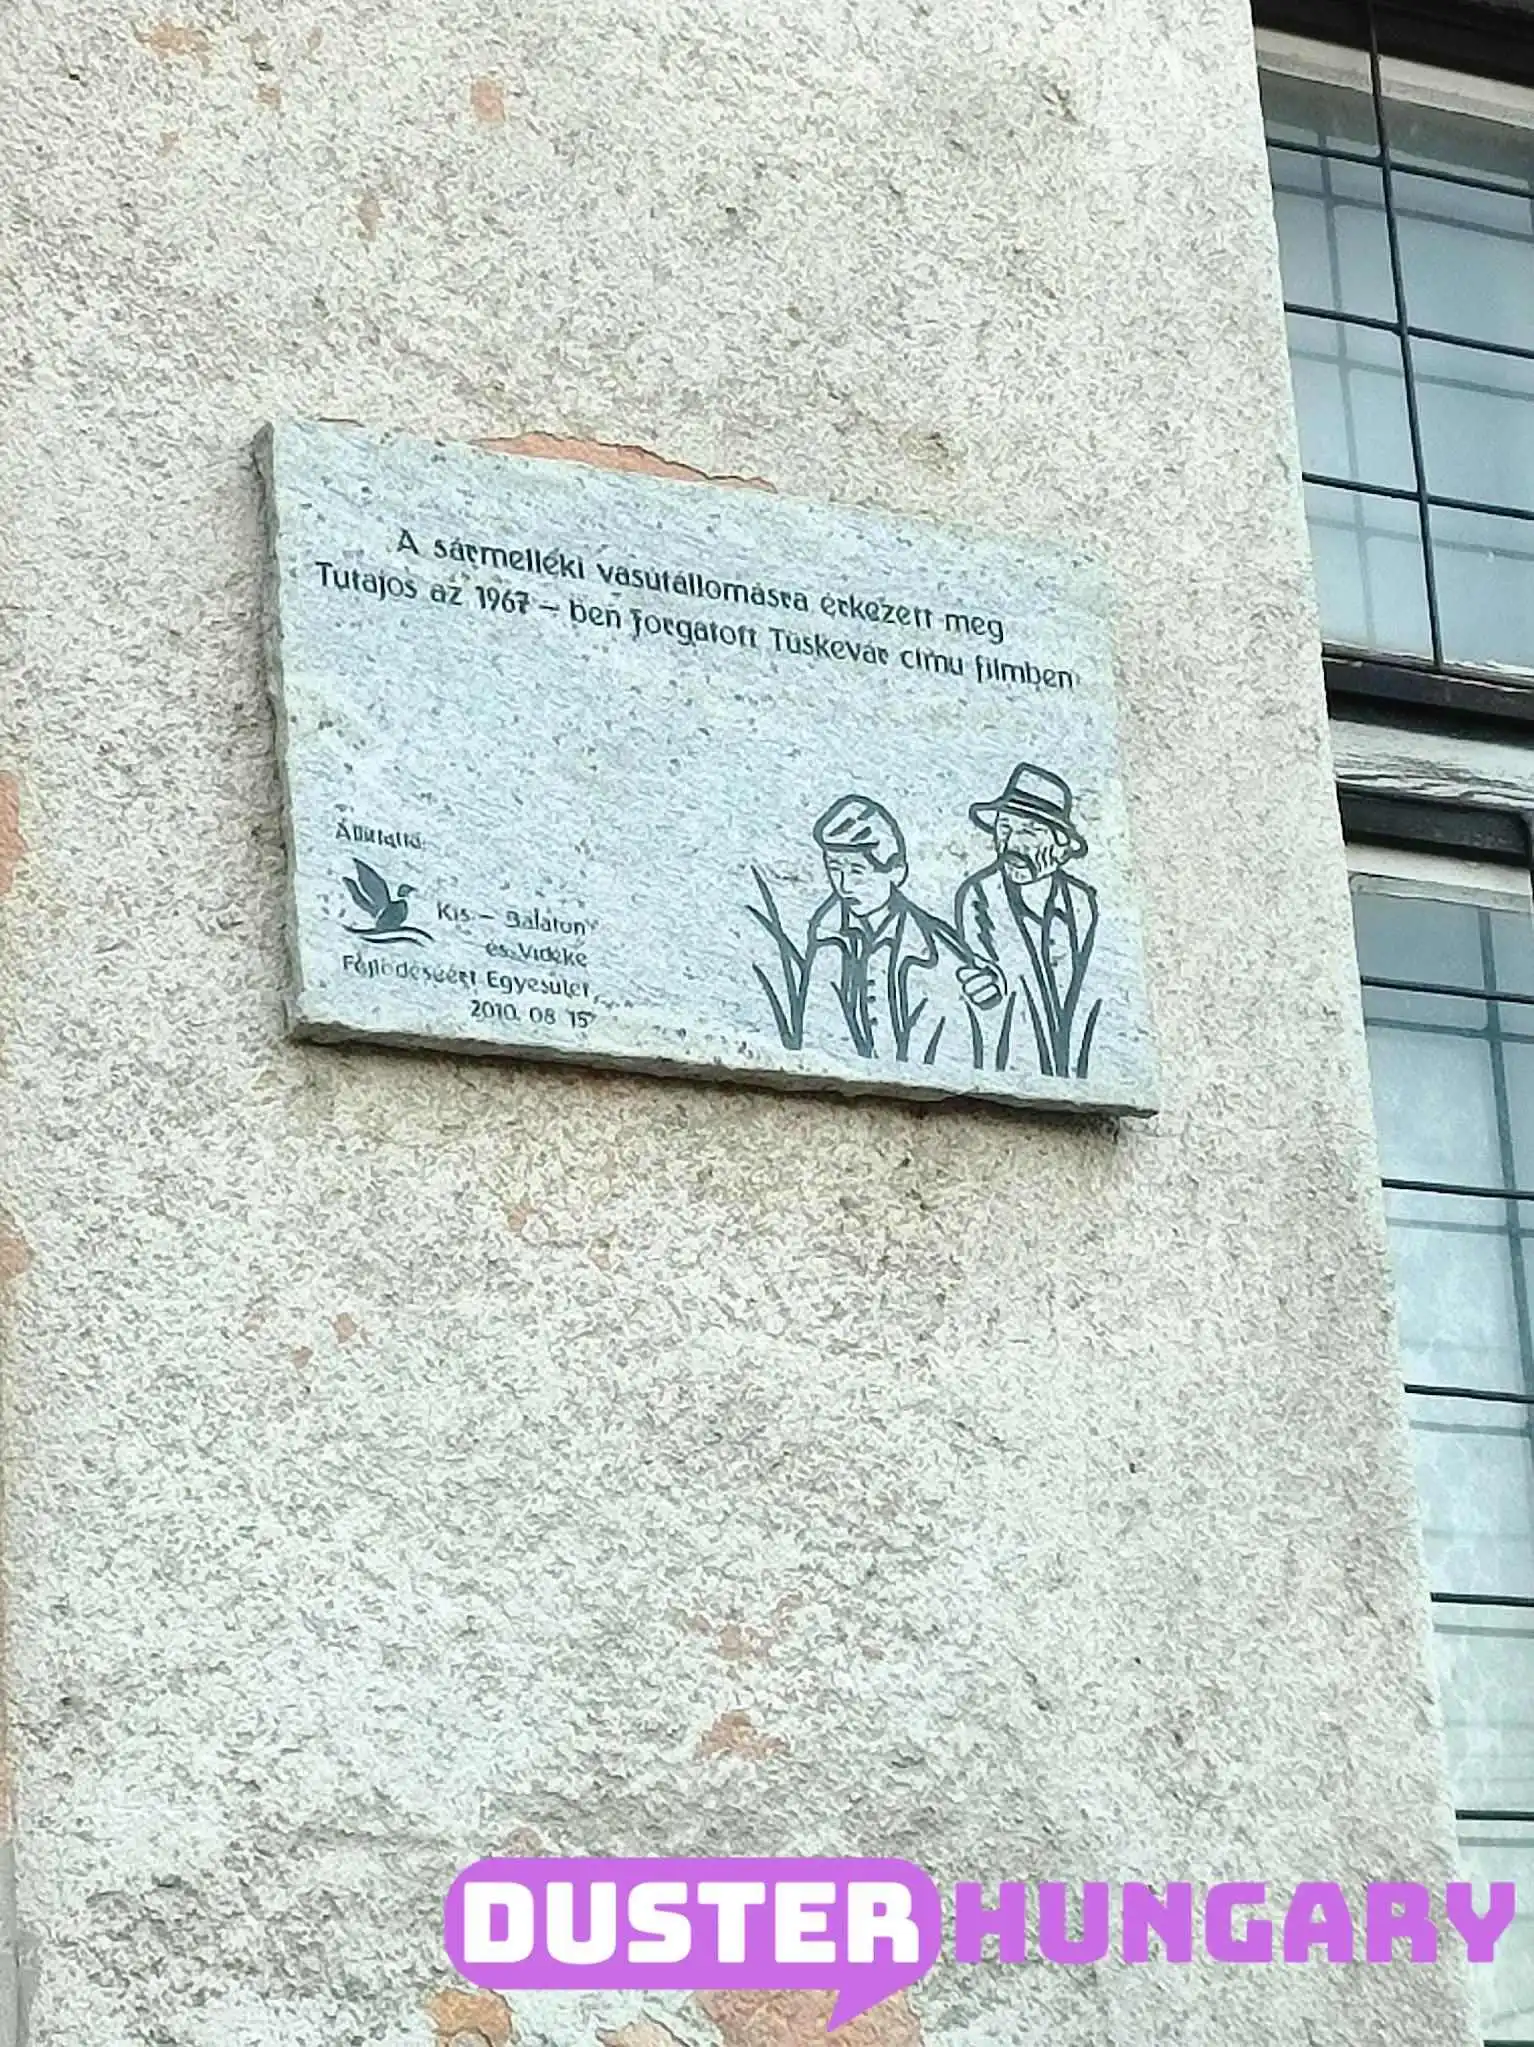 A sármelléki vasútállomásra érkezett meg
Tutajos az 1967 - ben forgatott Tüskevár című filmben
Állíttatta:
Kis - Balaton
és Vidéke
Fejlődéséért Egyesület
2010. 08 15
DUSTER HUNGARY